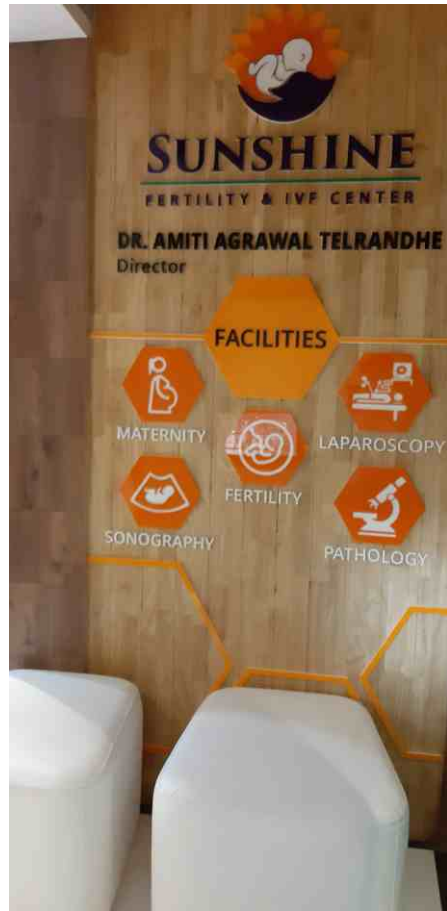 SUNSHINE
FERTILITY & IVF CENTER
DR. AMITI AGRAWAL TELRANDHE
Director
FACILITIES
MATERNITY
LAPAROSCOPY
FERTILITY
SONOGRAPHY
PATHOLOGY